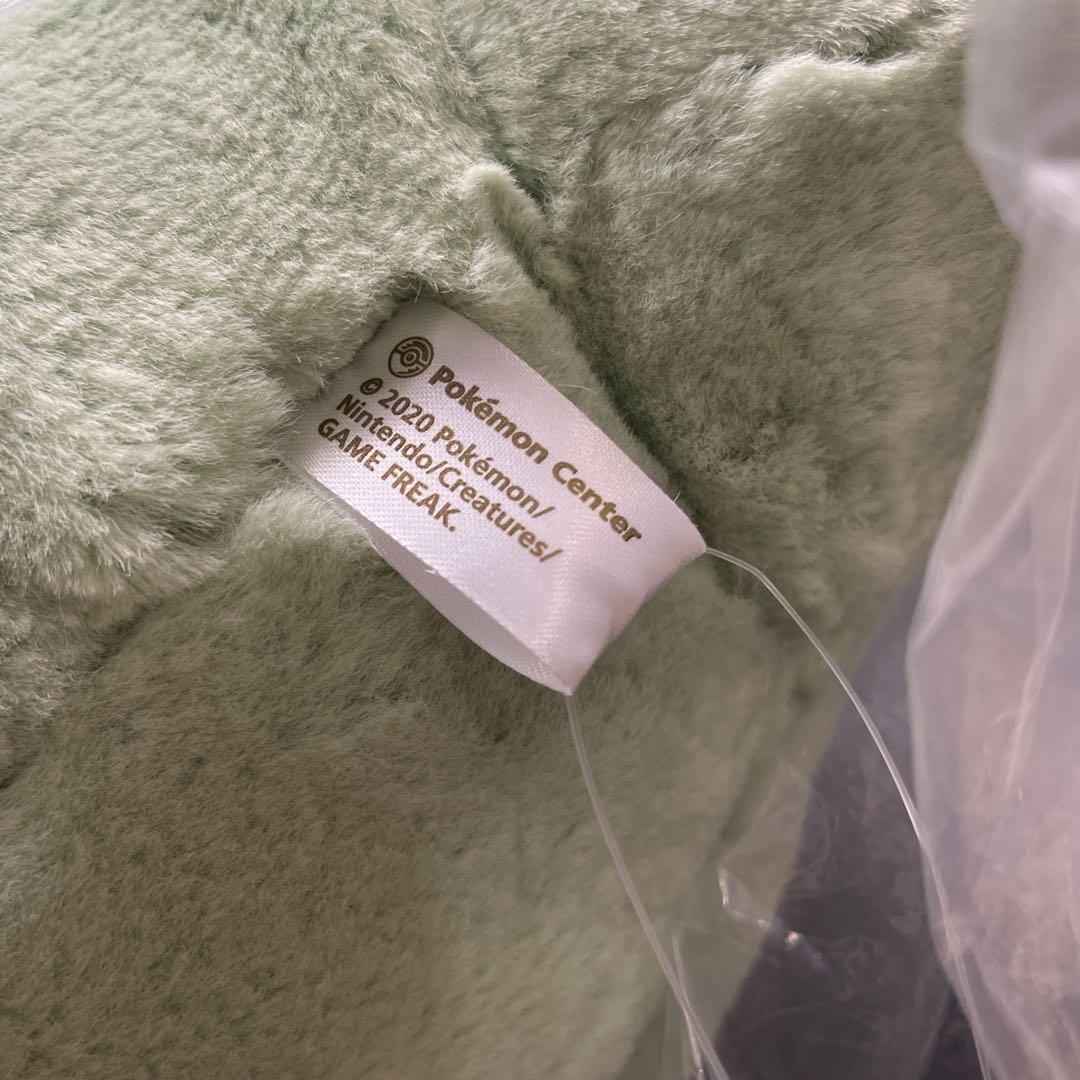 Pokémon Center
© 2020 Pokémon/
Nintendo/Creatures/
GAME FREAK.